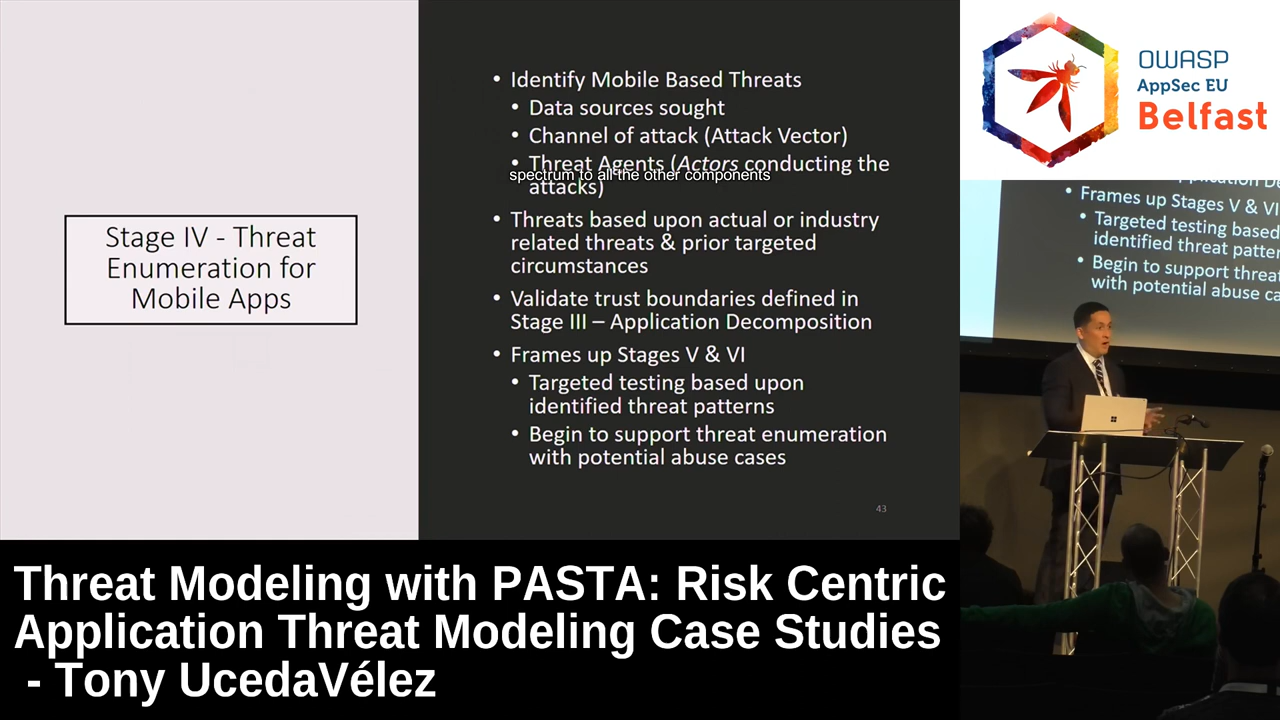 Stage IV - Threat
Enumeration for
Mobile Apps
• Identify Mobile Based Threats
• Data sources sought
• Channel of attack (Attack Vector)
• Threat Agents (Actors conducting the
attacks)
spectrum to all the other components
• Threats based upon actual or industry
related threats & prior targeted
circumstances
• Validate trust boundaries defined in
Stage III – Application Decomposition
• Frames up Stages V & VI
• Targeted testing based upon
identified threat patterns
• Begin to support threat enumeration
with potential abuse cases
43
OWASP
AppSec EU
Belfast
• Frames up Stages V & VI
• Targeted testing based
identified threat patter
• Begin to support threat
with potential abuse ca
Threat Modeling with PASTA: Risk Centric
Application Threat Modeling Case Studies
- Tony UcedaVélez